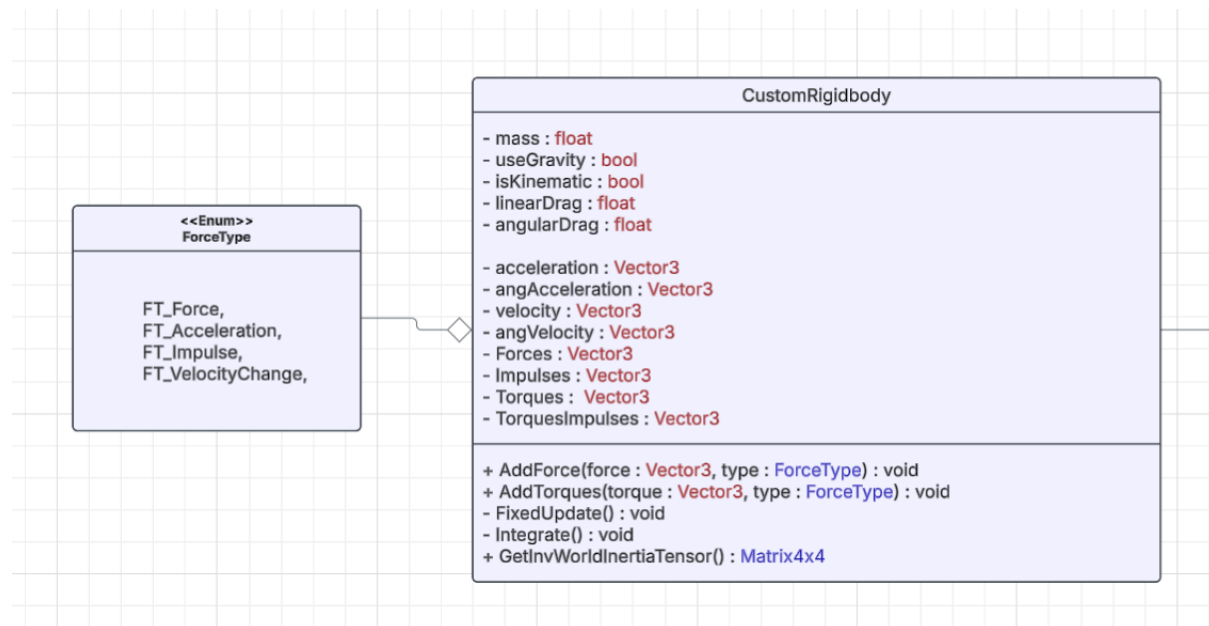 <<Enum>>
ForceType
FT_Force,
FT_Acceleration,
FT_Impulse,
FT_VelocityChange,
CustomRigidbody
- mass : float
- useGravity : bool
- isKinematic : bool
- linearDrag : float
- angularDrag : float
- acceleration : Vector3
- angAcceleration : Vector3
- velocity : Vector3
- angVelocity : Vector3
- Forces : Vector3
- Impulses : Vector3
- Torques : Vector3
- TorquesImpulses : Vector3
+ AddForce(force : Vector3, type : ForceType) : void
+ AddTorques(torque : Vector3, type : ForceType) : void
- FixedUpdate() : void
- Integrate() : void
+ GetInvWorldInertiaTensor() : Matrix4x4